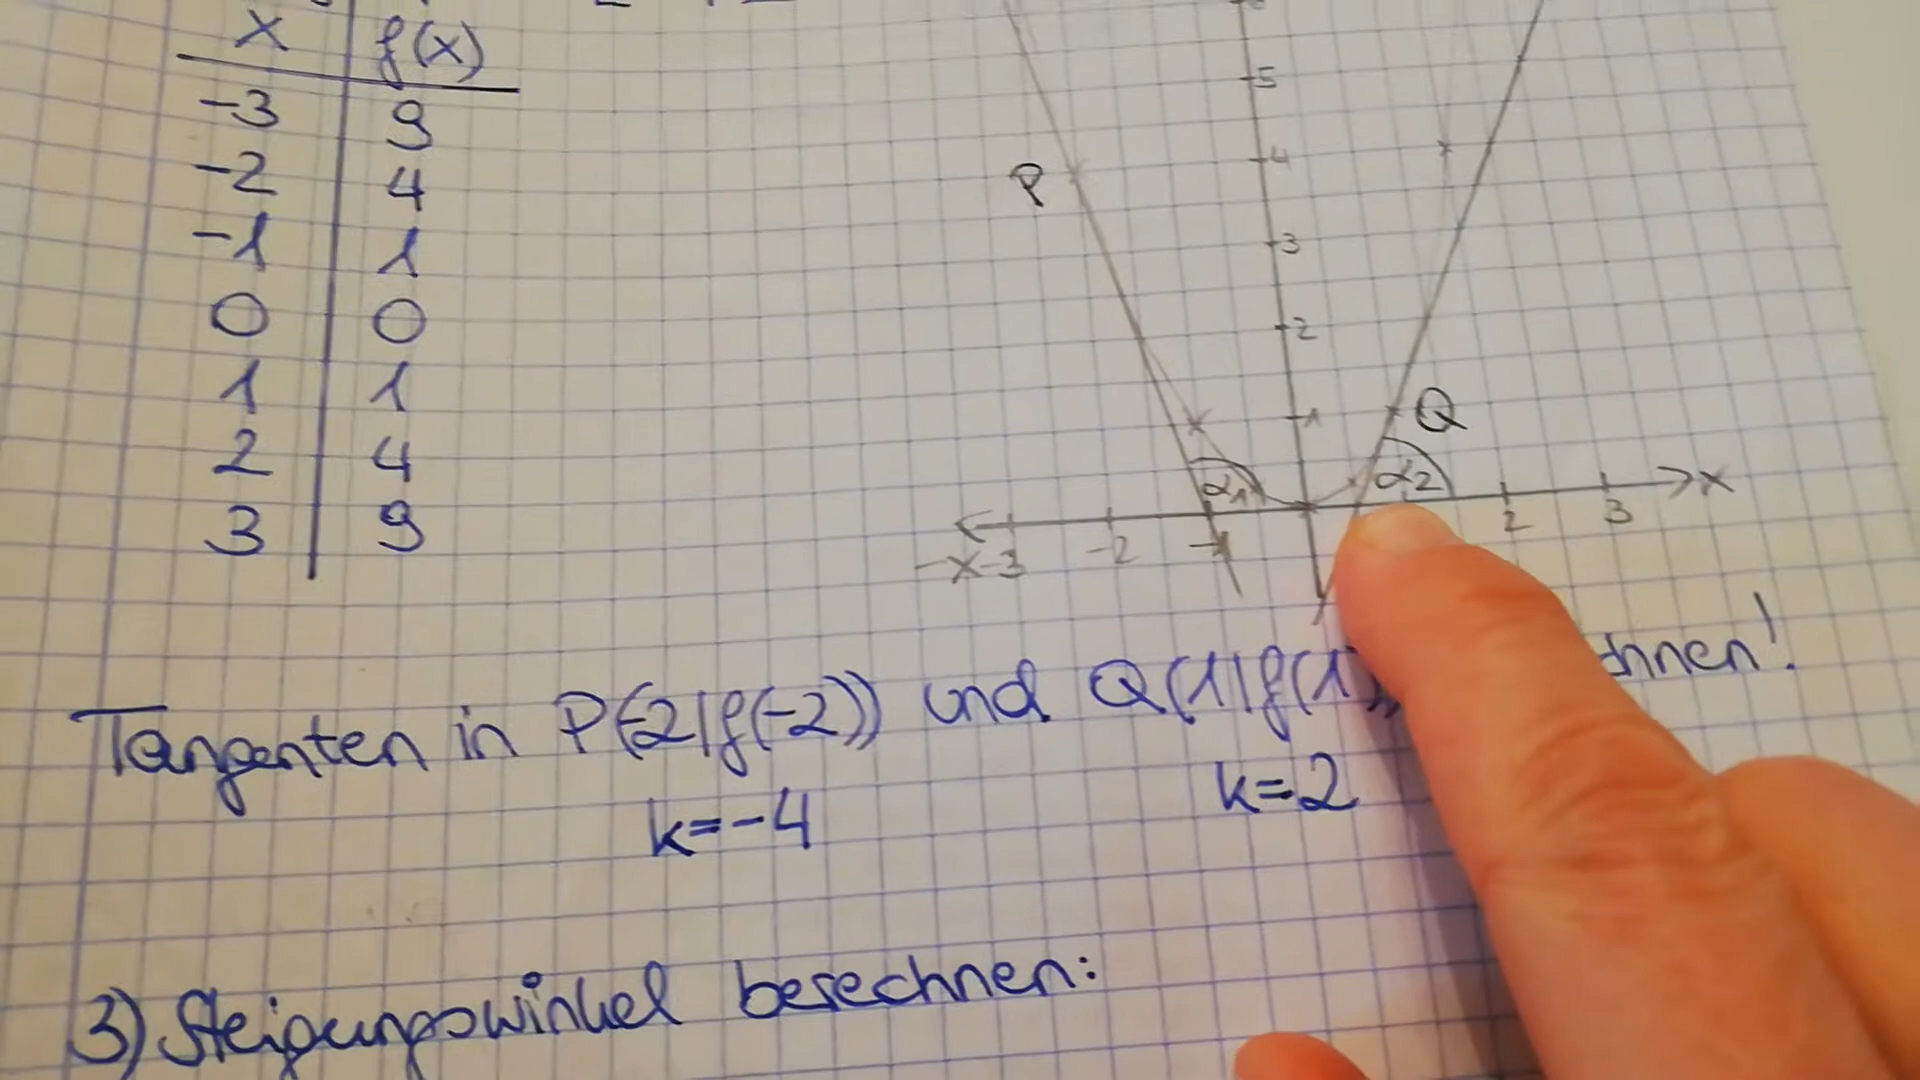 x f(x)
-3 9
-2 4
-1 1
0 0
1 1
2 4
3 9
5
4
P
3
2
1 Q
α1 α2
-x -3 -2 -1 2 3 x
Tangenten in P(-2|f(-2)) und Q(1|f(1) chnen!
k=-4 k=2
3) Steigungswinkel berechnen: